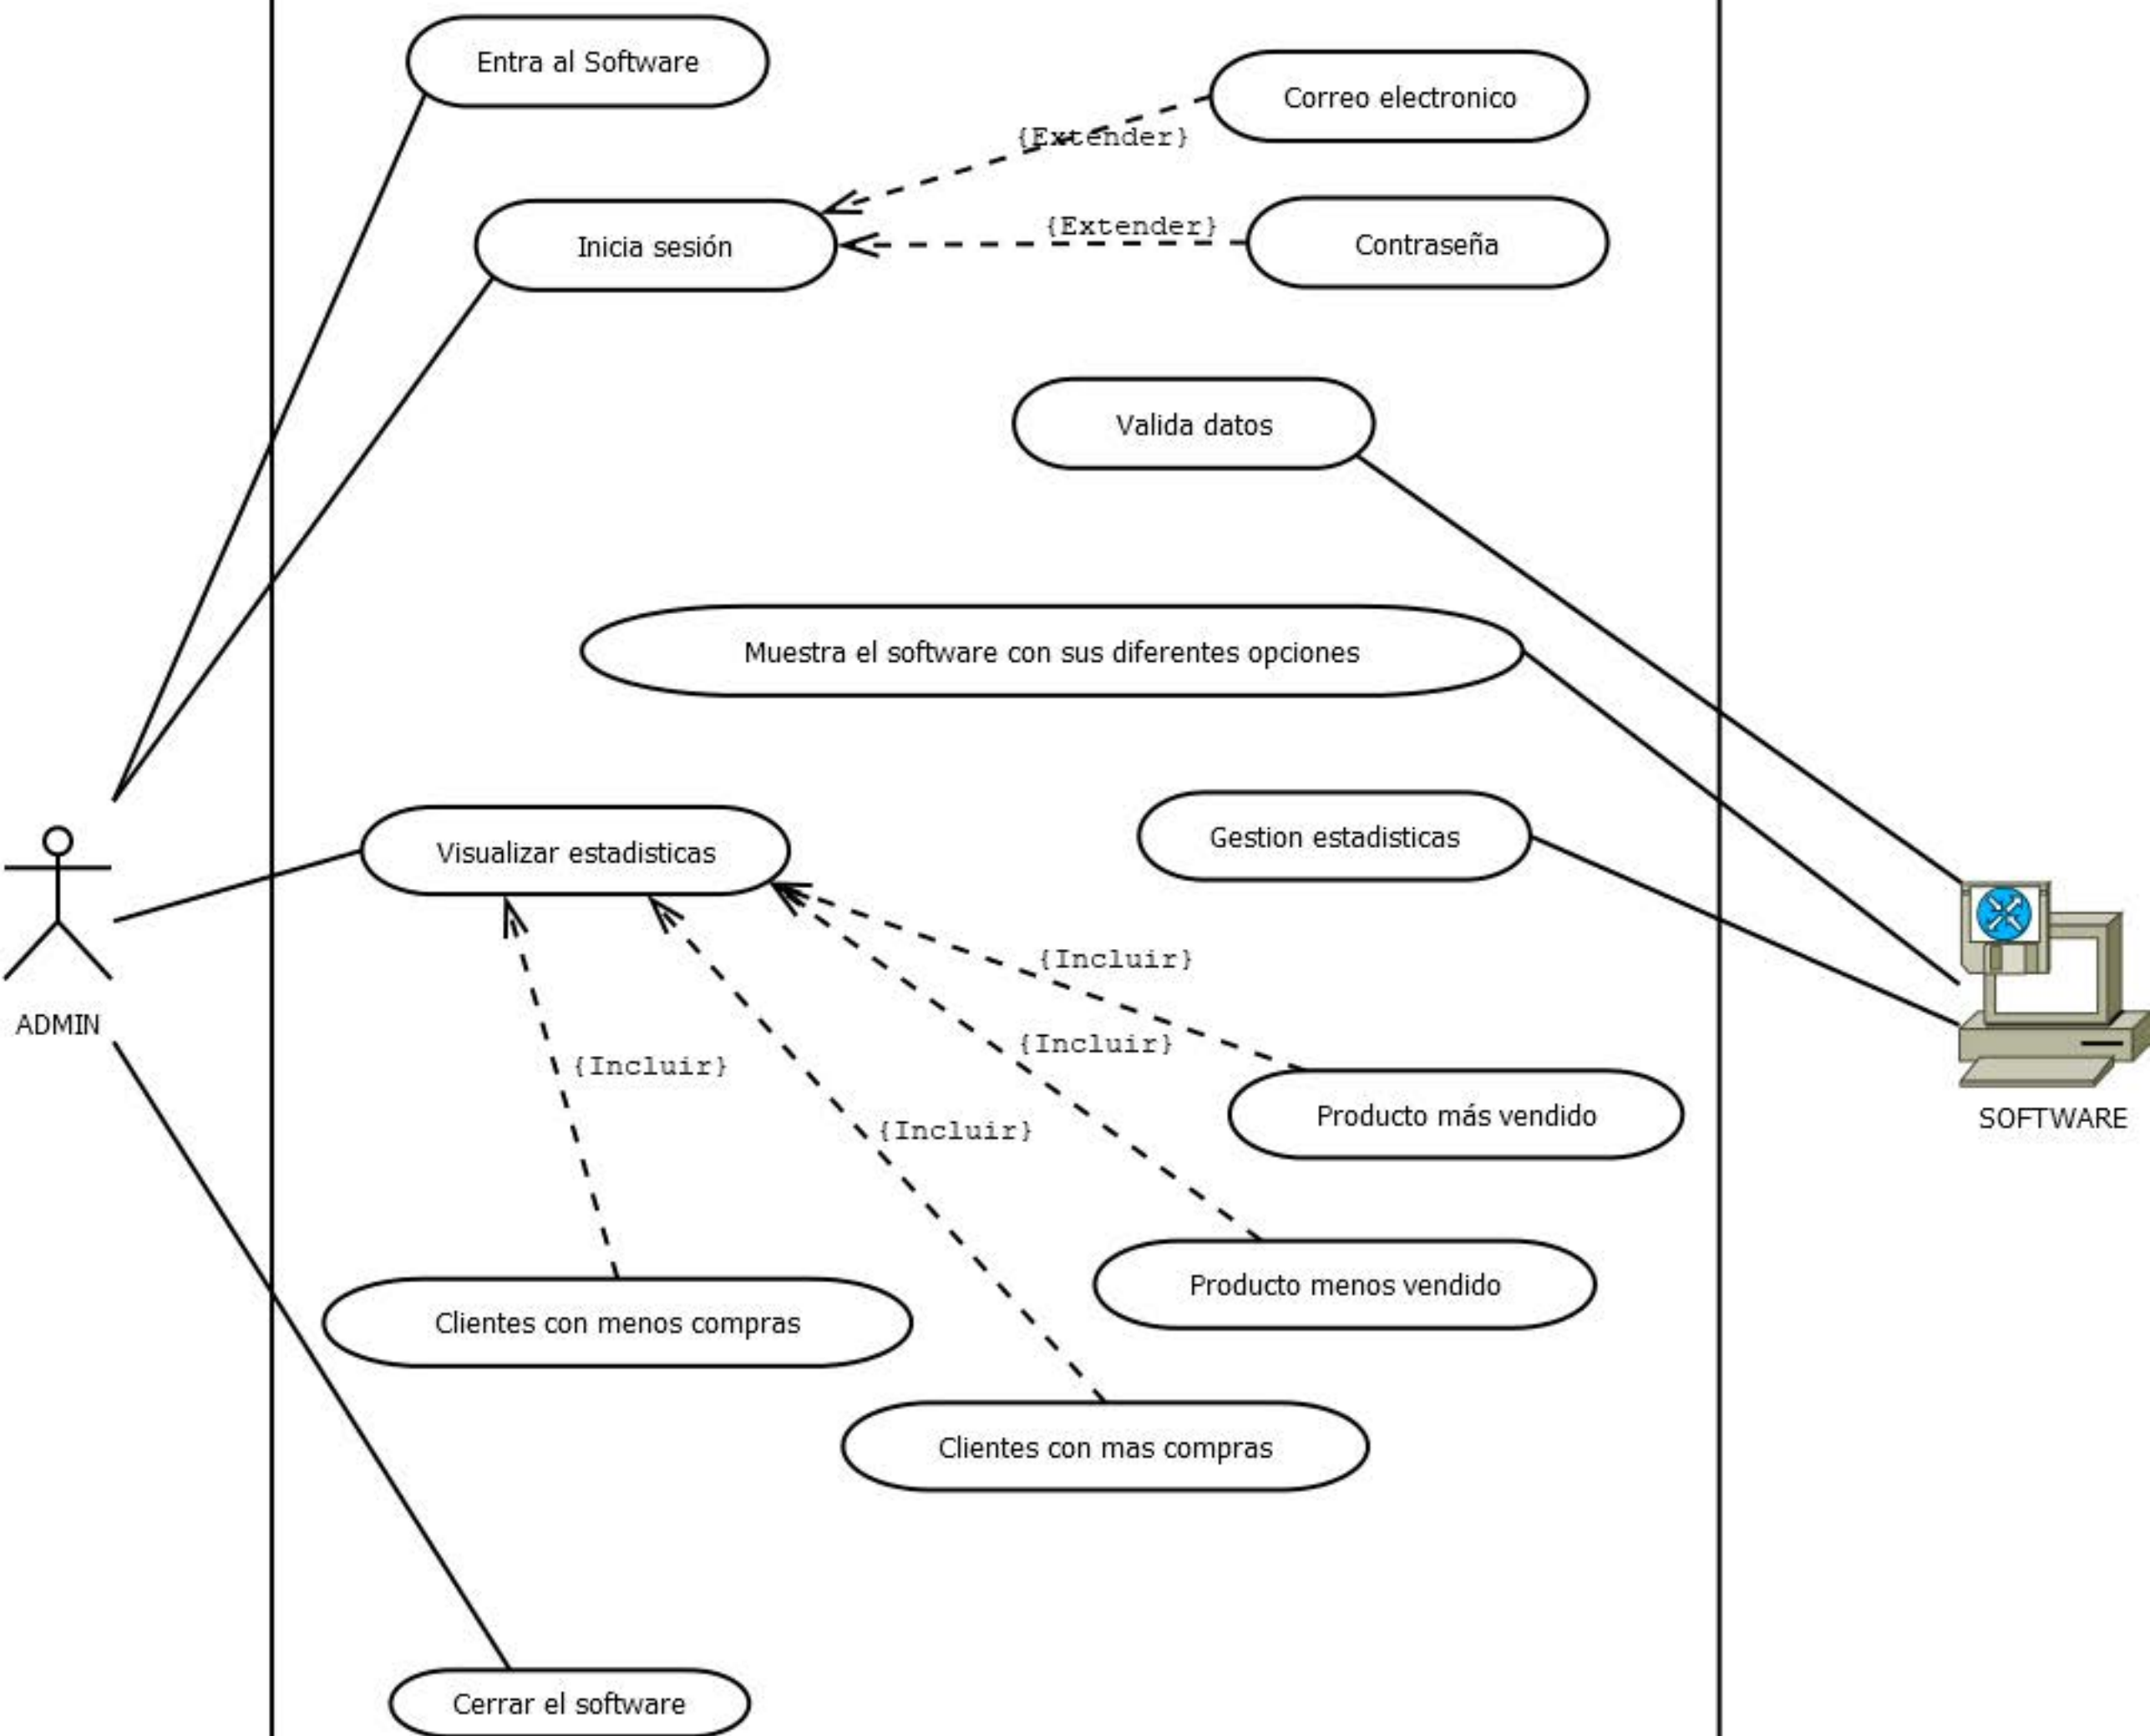 Entra al Software
Correo electronico
{Extender}
Inicia sesión
{Extender}
Contraseña
Valida datos
Muestra el software con sus diferentes opciones
Visualizar estadisticas
Gestion estadisticas
{Incluir}
ADMIN
{Incluir}
{Incluir}
Producto más vendido
SOFTWARE
{Incluir}
Producto menos vendido
Clientes con menos compras
Clientes con mas compras
Cerrar el software